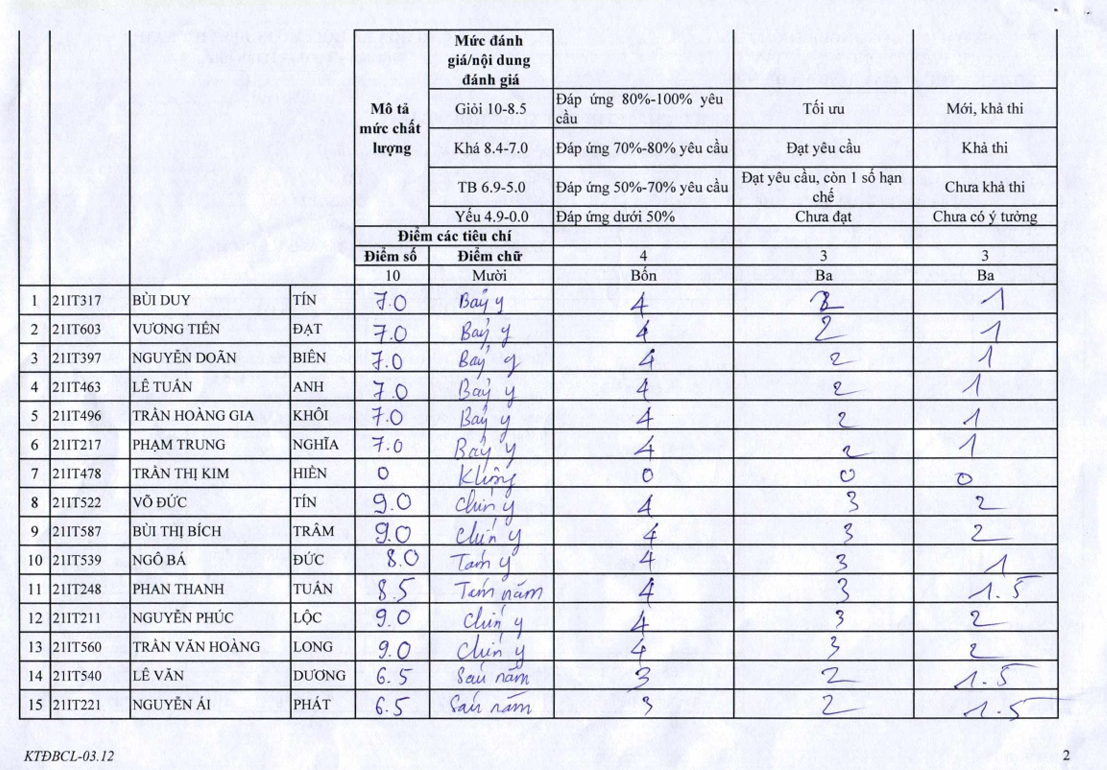 Mức đánh
giá/nội dung
đánh giá
Mô tả
mức chất
lượng
Giỏi 10-8.5 Đáp ứng 80%-100% yêu cầu Tối ưu Mới, khả thi
Khá 8.4-7.0 Đáp ứng 70%-80% yêu cầu Đạt yêu cầu Khả thi
TB 6.9-5.0 Đáp ứng 50%-70% yêu cầu Đạt yêu cầu, còn 1 số hạn chế Chưa khả thi
Yếu 4.9-0.0 Đáp ứng dưới 50% Chưa đạt Chưa có ý tưởng
Điểm các tiêu chí
Điểm số Điểm chữ 4 3 3
10 Mười Bốn Ba Ba
1 21IT317 BÙI DUY TÍN 7.0 Bảy y 4 2 1
2 21IT603 VƯƠNG TIẾN ĐẠT 7.0 Bảy y 4 2 1
3 21IT397 NGUYỄN DOÃN BIÊN 7.0 Bảy y 4 2 1
4 21IT463 LÊ TUẤN ANH 7.0 Bảy y 4 2 1
5 21IT496 TRẦN HOÀNG GIA KHÔI 7.0 Bảy y 4 2 1
6 21IT217 PHẠM TRUNG NGHĨA 7.0 Bảy y 4 2 1
7 21IT478 TRẦN THỊ KIM HIỀN 0 Không 0 0 0
8 21IT522 VÕ ĐỨC TÍN 9.0 Chín y 4 3 2
9 21IT587 BÙI THỊ BÍCH TRÂM 9.0 Chín y 4 3 2
10 21IT539 NGÔ BÁ ĐỨC 8.0 Tám y 4 3 1
11 21IT248 PHAN THANH TUẤN 8.5 Tám năm 4 3 1.5
12 21IT211 NGUYỄN PHÚC LỘC 9.0 Chín y 4 3 2
13 21IT560 TRẦN VĂN HOÀNG LONG 9.0 Chín y 4 3 2
14 21IT540 LÊ VĂN DƯƠNG 6.5 Sáu năm 3 2 1.5
15 21IT221 NGUYỄN ÁI PHÁT 6.5 Sáu năm 3 2 1.5
KTĐBCL-03.12 2